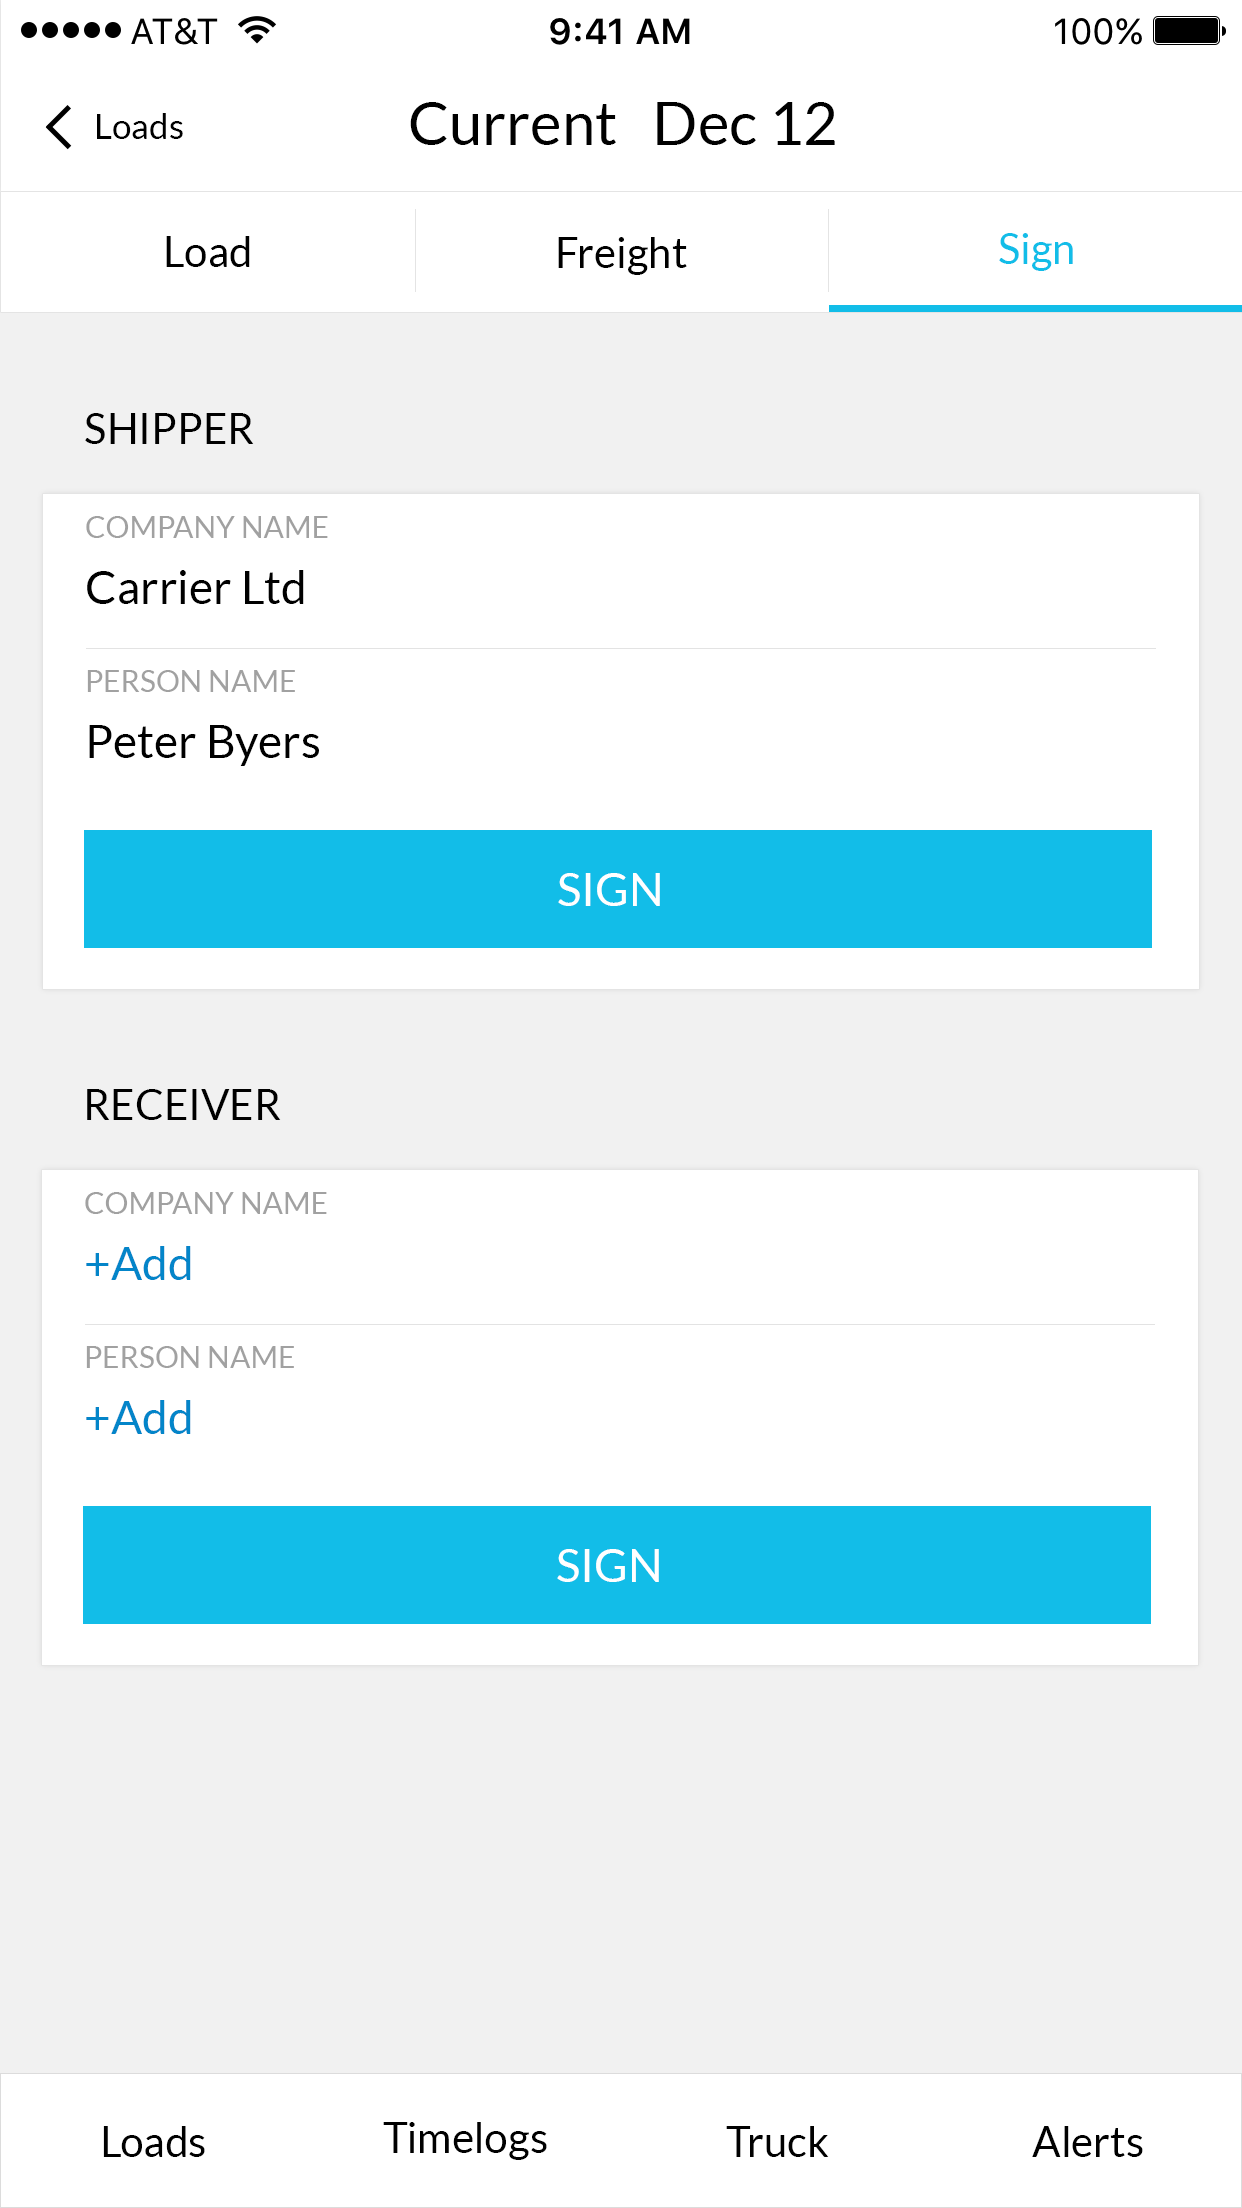 AT&T 9:41 AM 100%
Loads Current Dec 12
Load Freight Sign
SHIPPER
COMPANY NAME
Carrier Ltd
PERSON NAME
Peter Byers
SIGN
RECEIVER
COMPANY NAME
+Add
PERSON NAME
+Add
SIGN
Loads Timelogs Truck Alerts